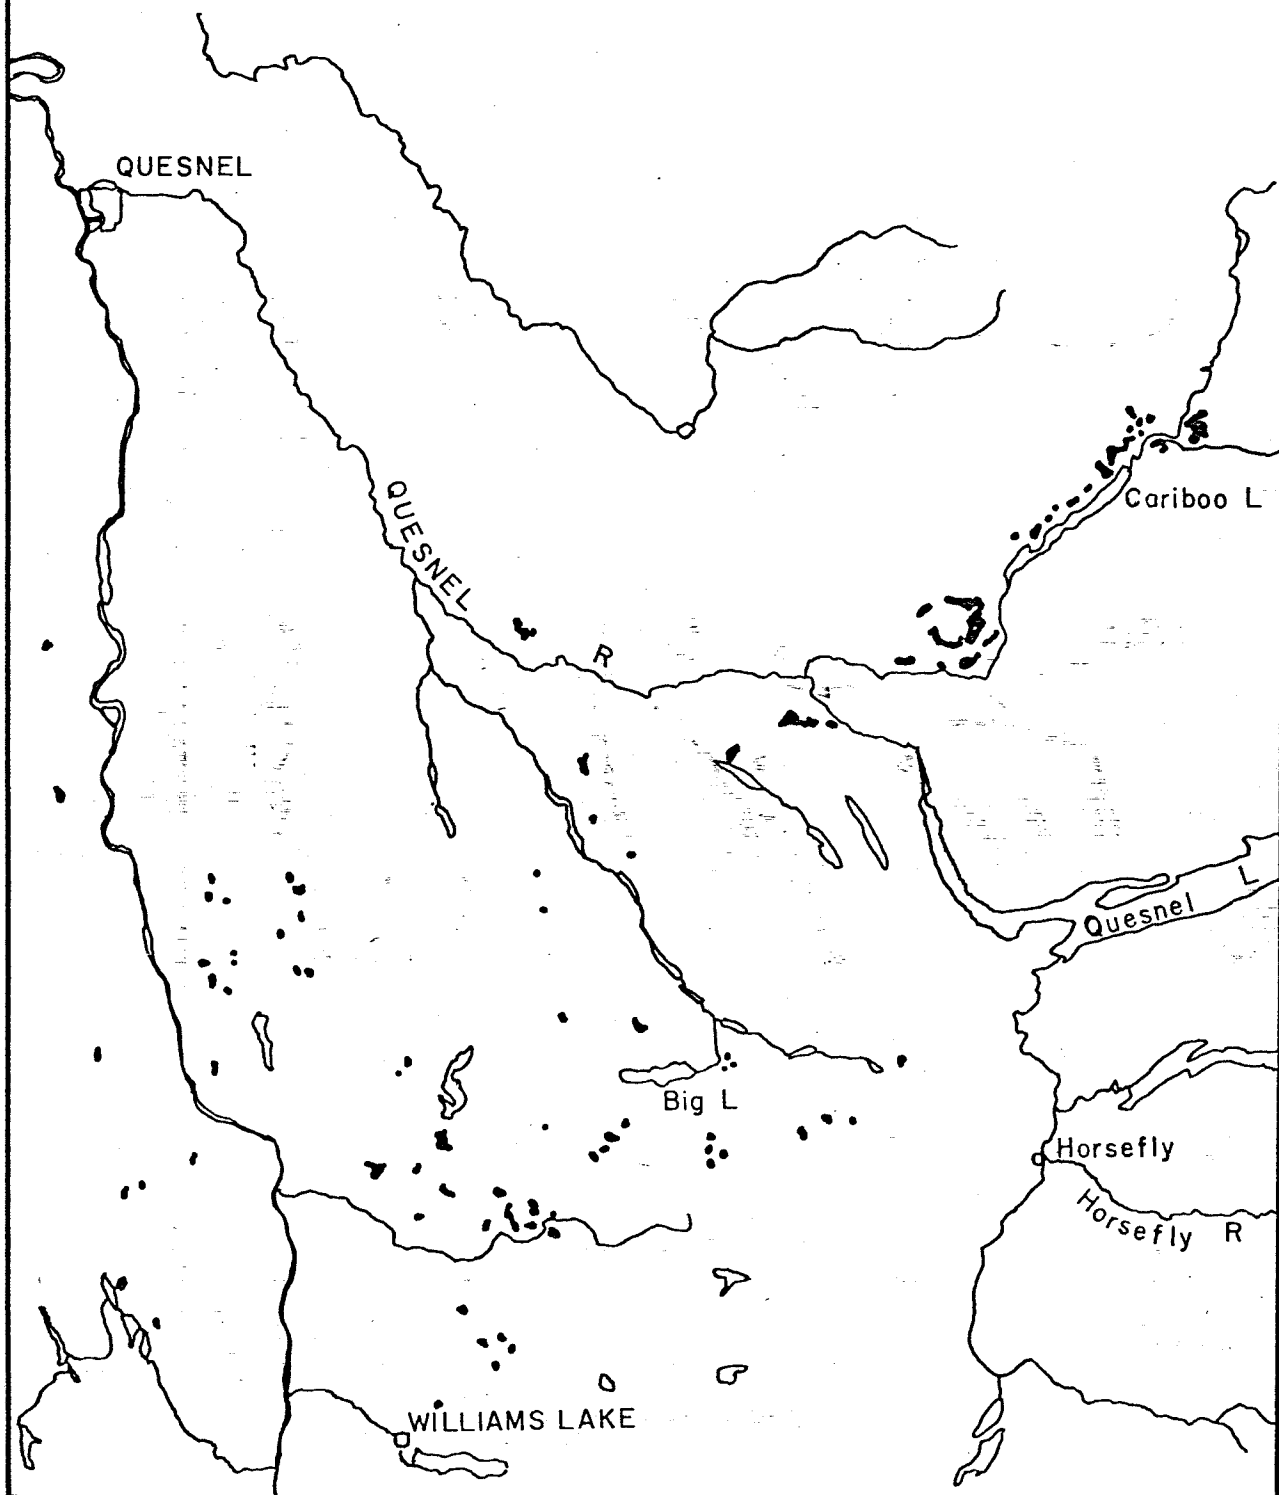 QUESNEL
Cariboo L
QUESNEL R
Quesnel L
Big L
Horsefly
Horsefly R
WILLIAMS LAKE